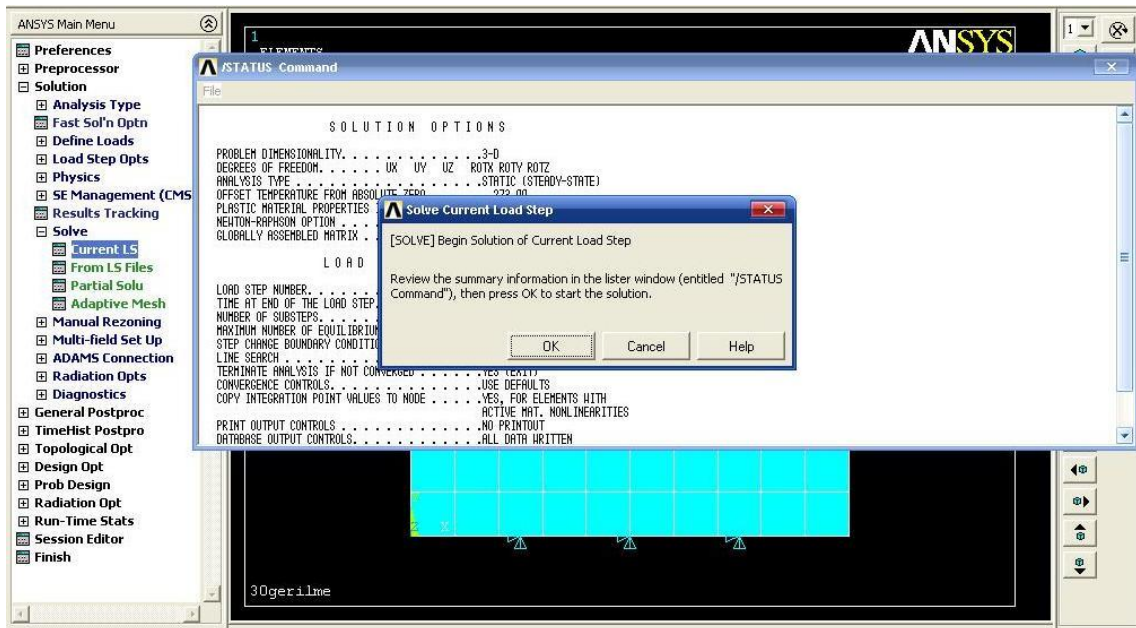 ANSYS Main Menu
Preferences
Preprocessor
Solution
Analysis Type
Fast Sol'n Optn
Define Loads
Load Step Opts
Physics
SE Management (CMS
Results Tracking
Solve
Current LS
From LS Files
Partial Solu
Adaptive Mesh
Manual Rezoning
Multi-field Set Up
ADAMS Connection
Radiation Opts
Diagnostics
General Postproc
TimeHist Postpro
Topological Opt
Design Opt
Prob Design
Radiation Opt
Run-Time Stats
Session Editor
Finish
1
ELEMENTS
ANSYS
1
/STATUS Command
File
SOLUTION OPTIONS
PROBLEM DIMENSIONALITY. . . . . . . . . . . . .3-D
DEGREES OF FREEDOM. . . . . . UX UY UZ ROTX ROTY ROTZ
ANALYSIS TYPE . . . . . . . . . . . . . . . . .STATIC (STEADY-STATE)
OFFSET TEMPERATURE FROM ABSOLUTE ZERO
PLASTIC MATERIAL PROPERTIES
NEWTON-RAPHSON OPTION . . . .
GLOBALLY ASSEMBLED MATRIX . .
LOAD
LOAD STEP NUMBER. . . . . . .
TIME AT END OF THE LOAD STEP.
NUMBER OF SUBSTEPS. . . . . .
MAXIMUM NUMBER OF
STEP CHANGE BOUNDARY
LINE SEARCH . . . . . . . . .
TERMINATE ANALYSIS IF NOT CONVERGED . . . . . .YES (EXIT)
CONVERGENCE CONTROLS. . . . . . . . . . . . . .USE DEFAULTS
COPY INTEGRATION POINT VALUES TO NODE . . . . .YES, FOR ELEMENTS WITH
ACTIVE MAT. NONLINEARITIES
PRINT OUTPUT CONTROLS . . . . . . . . . . . . .NO PRINTOUT
DATABASE OUTPUT CONTROLS. . . . . . . . . . . .ALL DATA WRITTEN
Solve Current Load Step
[SOLVE] Begin Solution of Current Load Step
Review the summary information in the lister window (entitled "/STATUS
Command"), then press OK to start the solution.
OK
Cancel
Help
Z X
3Ogerilme